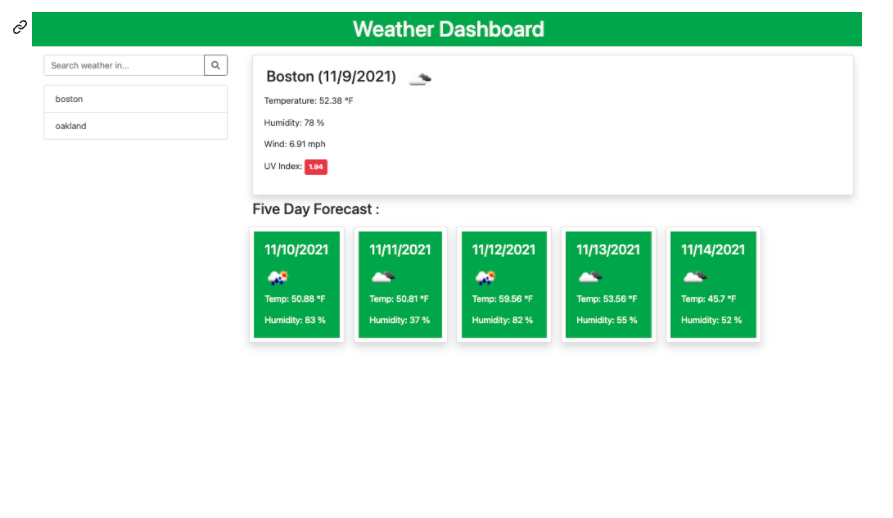 Weather Dashboard
Search weather in...
boston
oakland
Boston (11/9/2021)
Temperature: 52.38 °F
Humidity: 78 %
Wind: 6.91 mph
UV Index: 1.94
Five Day Forecast :
11/10/2021
Temp: 50.88 °F
Humidity: 83 %
11/11/2021
Temp: 50.81 °F
Humidity: 37 %
11/12/2021
Temp: 59.56 °F
Humidity: 82 %
11/13/2021
Temp: 53.56 °F
Humidity: 55 %
11/14/2021
Temp: 45.7 °F
Humidity: 52 %